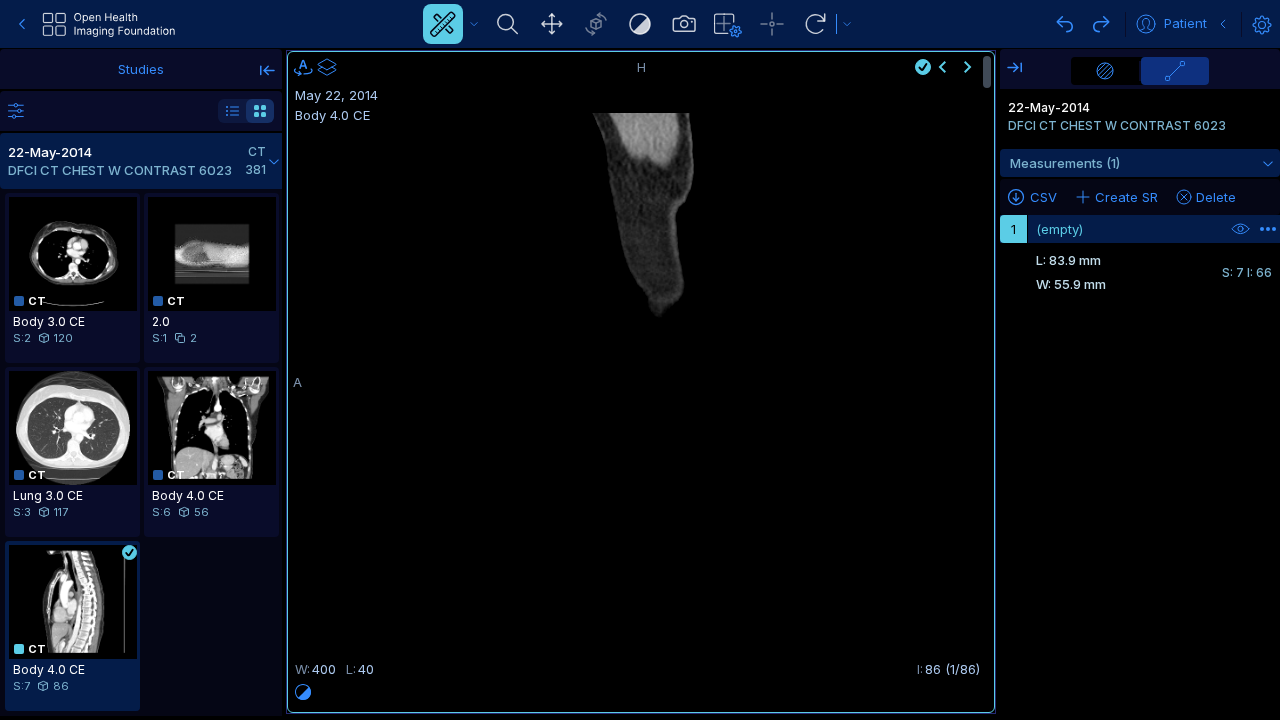 Open Health
Imaging Foundation
Patient
Studies
22-May-2014
DFCI CT CHEST W CONTRAST 6023
CT
381
CT
Body 3.0 CE
S:2 120
CT
2.0
S:1 2
CT
Lung 3.0 CE
S:3 117
CT
Body 4.0 CE
S:6 56
CT
Body 4.0 CE
S:7 86
A
H
May 22, 2014
Body 4.0 CE
A
W: 400 L: 40
I: 86 (1/86)
22-May-2014
DFCI CT CHEST W CONTRAST 6023
Measurements (1)
CSV
Create SR
Delete
1 (empty)
L: 83.9 mm
W: 55.9 mm
S: 7 I: 66